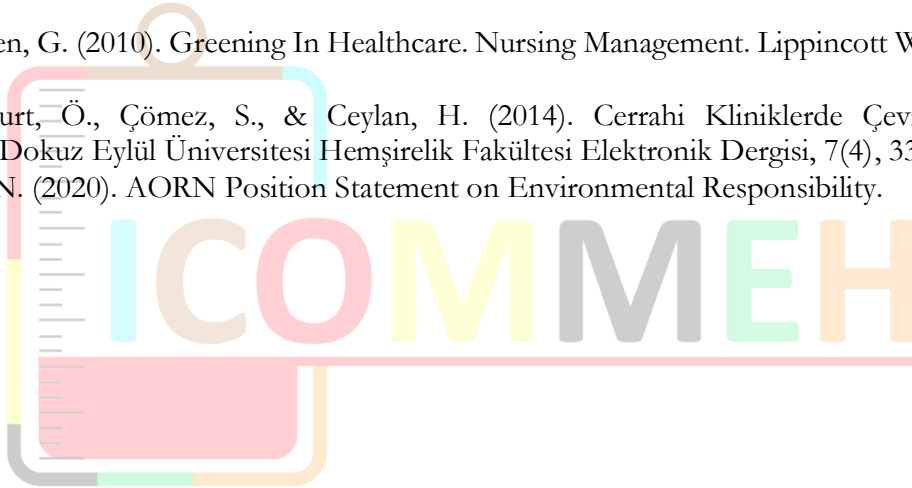 en, G. (2010). Greening In Healthcare. Nursing Management. Lippincott W
urt, Ö., Çömez, S., & Ceylan, H. (2014). Cerrahi Kliniklerde Çev
Dokuz Eylül Üniversitesi Hemşirelik Fakültesi Elektronik Dergisi, 7(4), 33
N. (2020). AORN Position Statement on Environmental Responsibility.
ICOMMEH